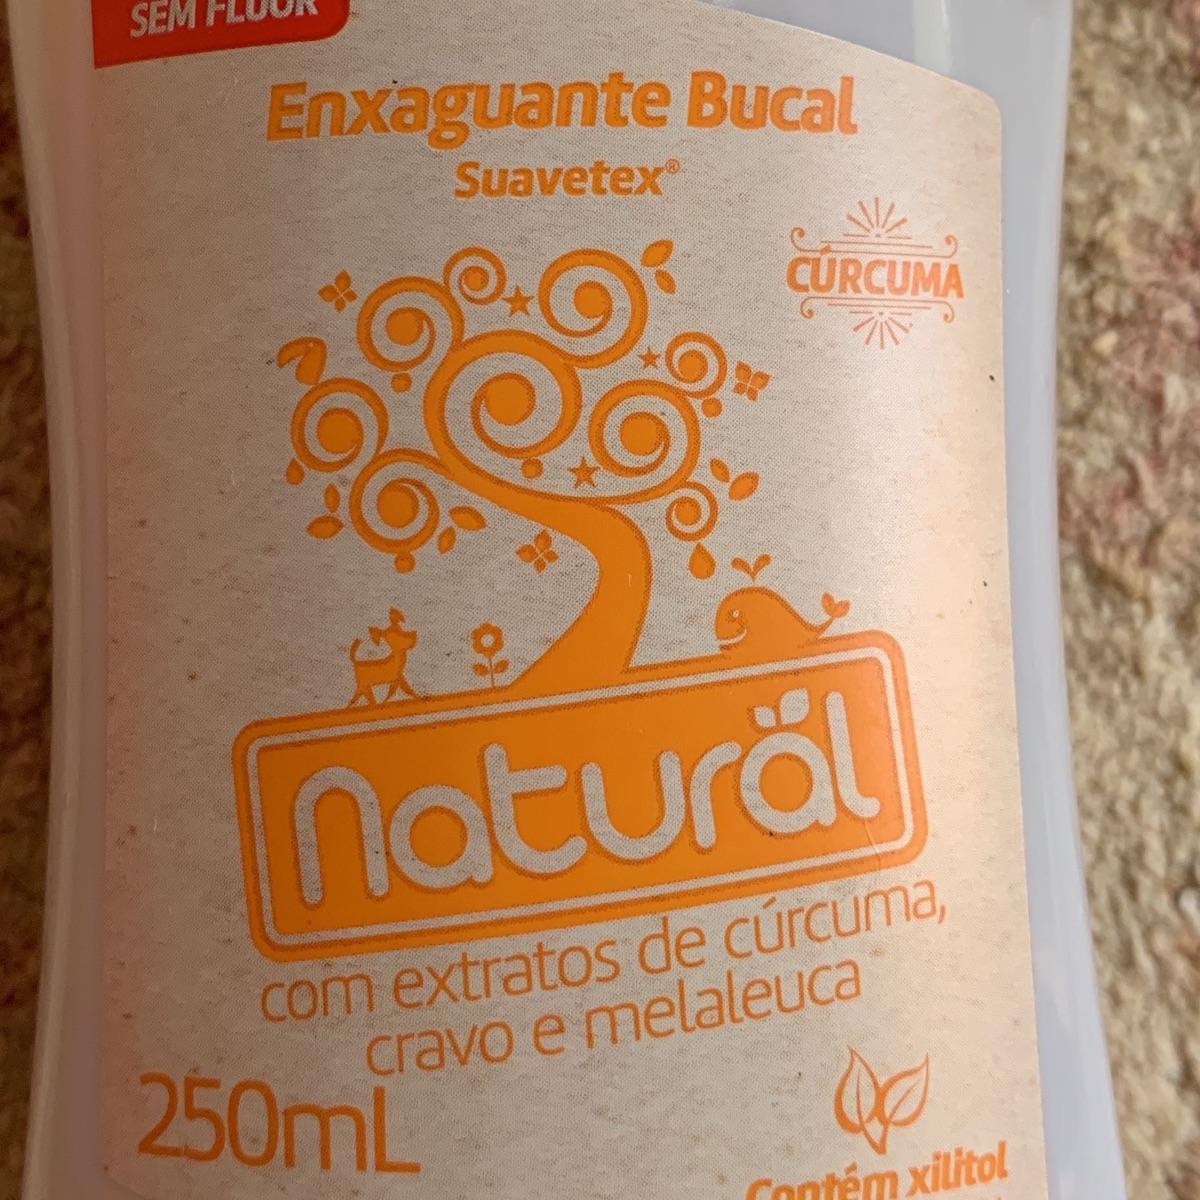 SEM FLÚOR
Enxaguante Bucal
Suavetex®
CÚRCUMA
natural
com extratos de cúrcuma,
cravo e melaleuca
250mL
Contém xilitol